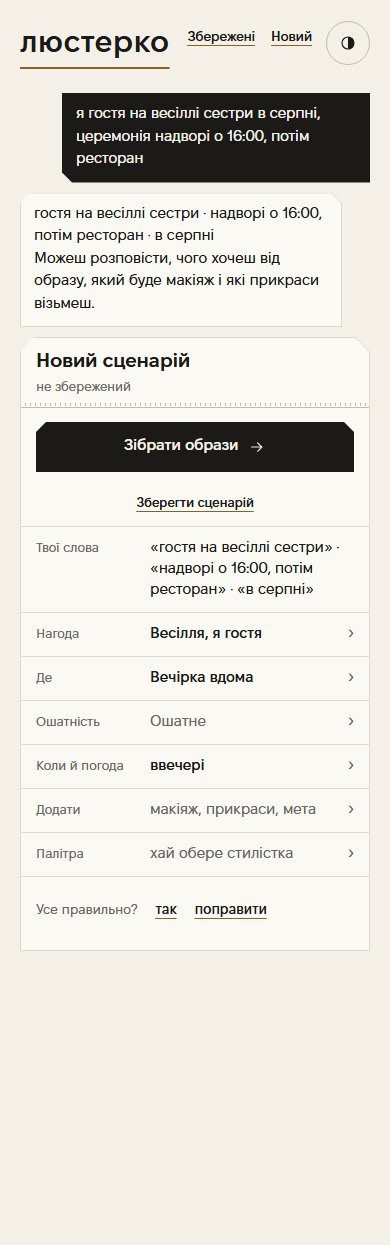 люстерко
Збережені
Новий
я гостя на весіллі сестри в серпні,
церемонія надворі о 16:00, потім
ресторан
гостя на весіллі сестри · надворі о 16:00,
потім ресторан · в серпні
Можеш розповісти, чого хочеш від
образу, який буде макіяж і які прикраси
візьмеш.
Новий сценарій
не збережений
Зібрати образи →
Зберегти сценарій
Твої слова
«гостя на весіллі сестри» ·
«надворі о 16:00, потім
ресторан» · «в серпні»
Нагода Весілля, я гостя ›
Де Вечірка вдома ›
Ошатність Ошатне ›
Коли й погода ввечері ›
Додати макіяж, прикраси, мета ›
Палітра хай обере стилістка ›
Усе правильно? так поправити